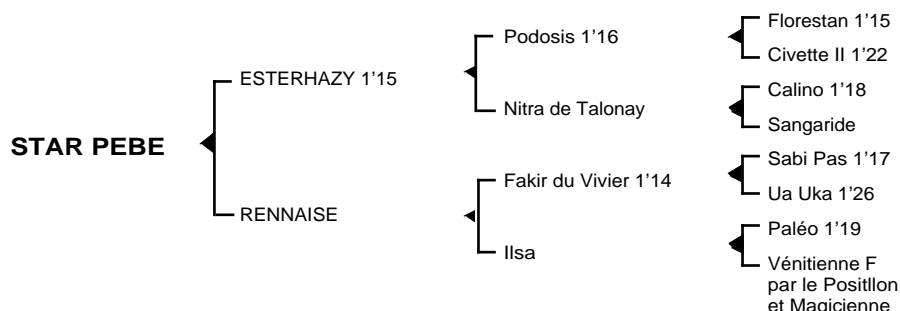 STAR PEBE
ESTERHAZY 1’15
RENNAISE
Podosis 1’16
Nitra de Talonay
Fakir du Vivier 1’14
Ilsa
Florestan 1’15
Civette II 1’22
Calino 1’18
Sangaride
Sabi Pas 1’17
Ua Uka 1’26
Paléo 1’19
Vénitienne F
par le Positllon
et Magicienne